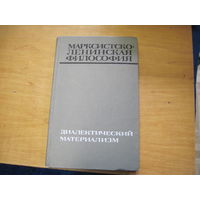 МАРКСИСТСКО-
ЛЕНИНСКАЯ
ФИЛОСОФИЯ
ДИАЛЕКТИЧЕСКИЙ
МАТЕРИАЛИЗМ